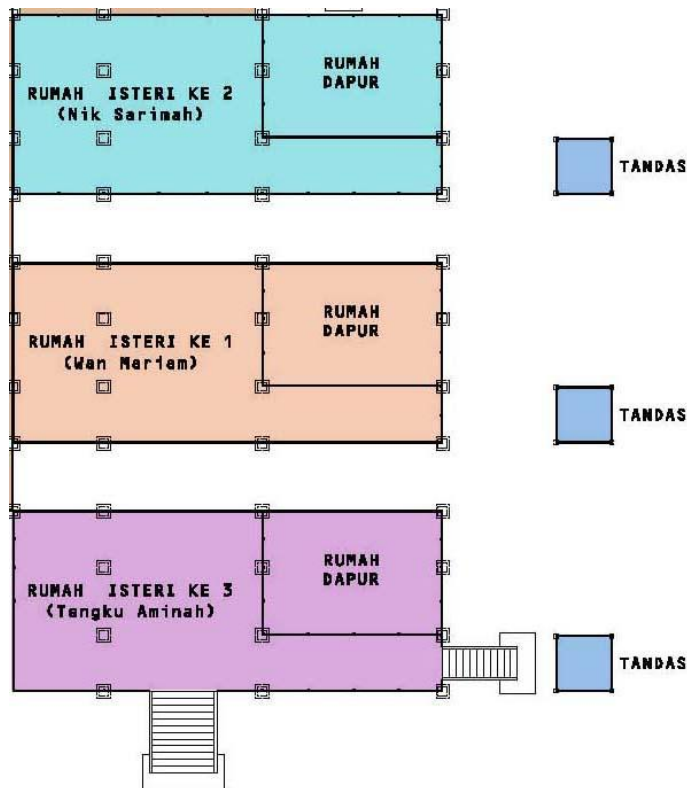 RUMAH ISTERI KE 2
(Nik Sarimah)
RUMAH
DAPUR
TANDAS
RUMAH ISTERI KE 1
(Wan Mariam)
RUMAH
DAPUR
TANDAS
RUMAH ISTERI KE 3
(Tengku Aminah)
RUMAH
DAPUR
TANDAS